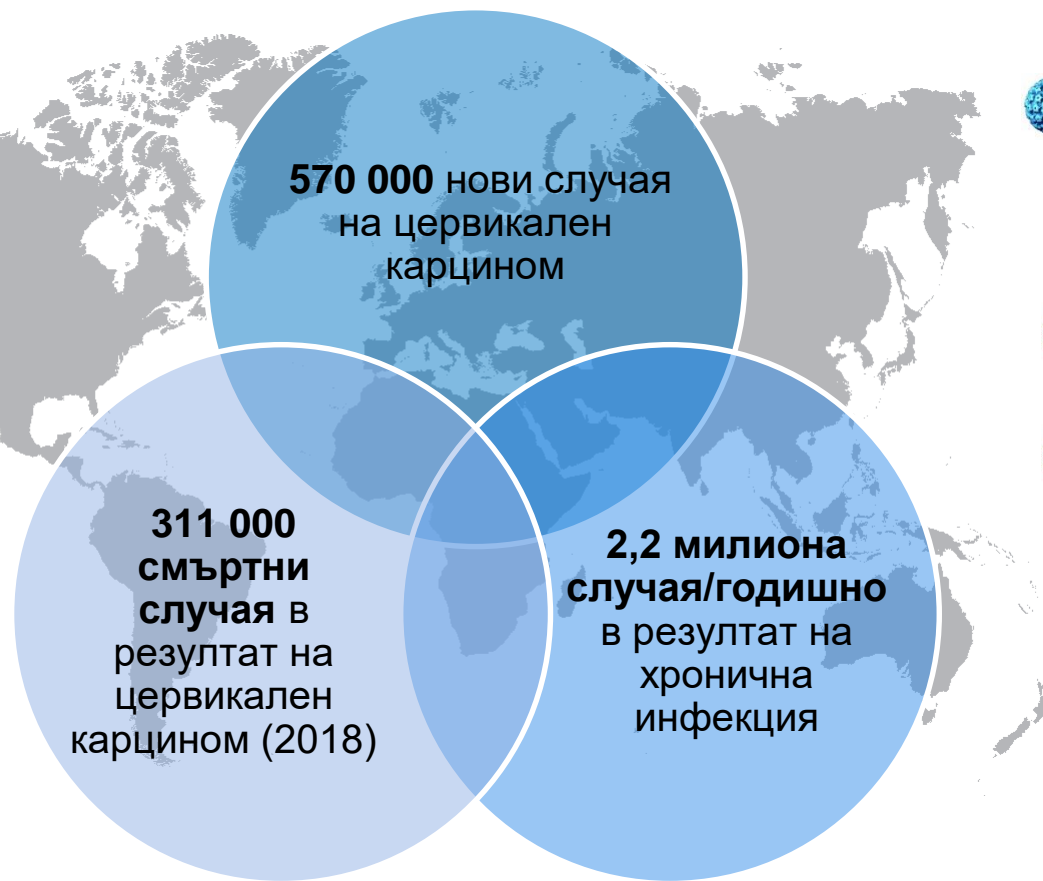 570 000 нови случая
на цервикален
карцином
311 000
смъртни
случая в
резултат на
цервикален
карцином (2018)
2,2 милиона
случая/годишно
в резултат на
хронична
инфекция